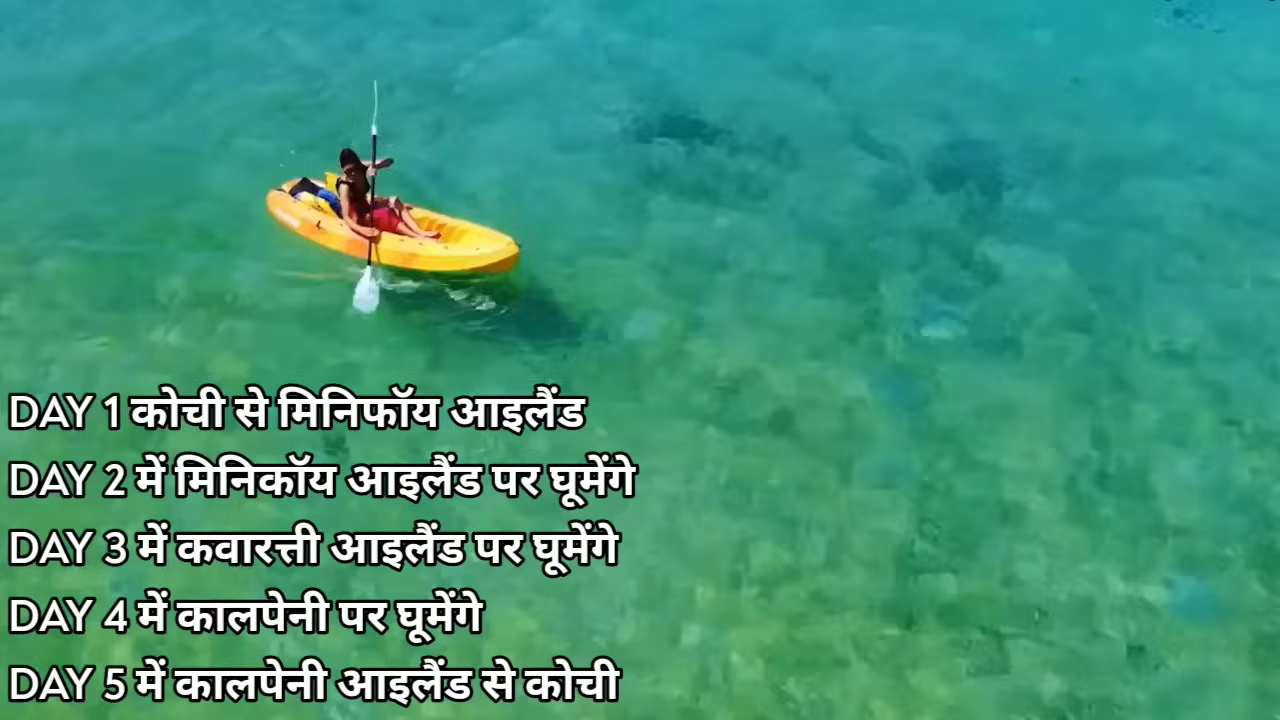 DAY 1 कोची से मिनिफॉय आइलैंड
DAY 2 में मिनिकॉय आइलैंड पर घूमेंगे
DAY 3 में कवारत्ती आइलैंड पर घूमेंगे
DAY 4 में कालपेनी पर घूमेंगे
DAY 5 में कालपेनी आइलैंड से कोची